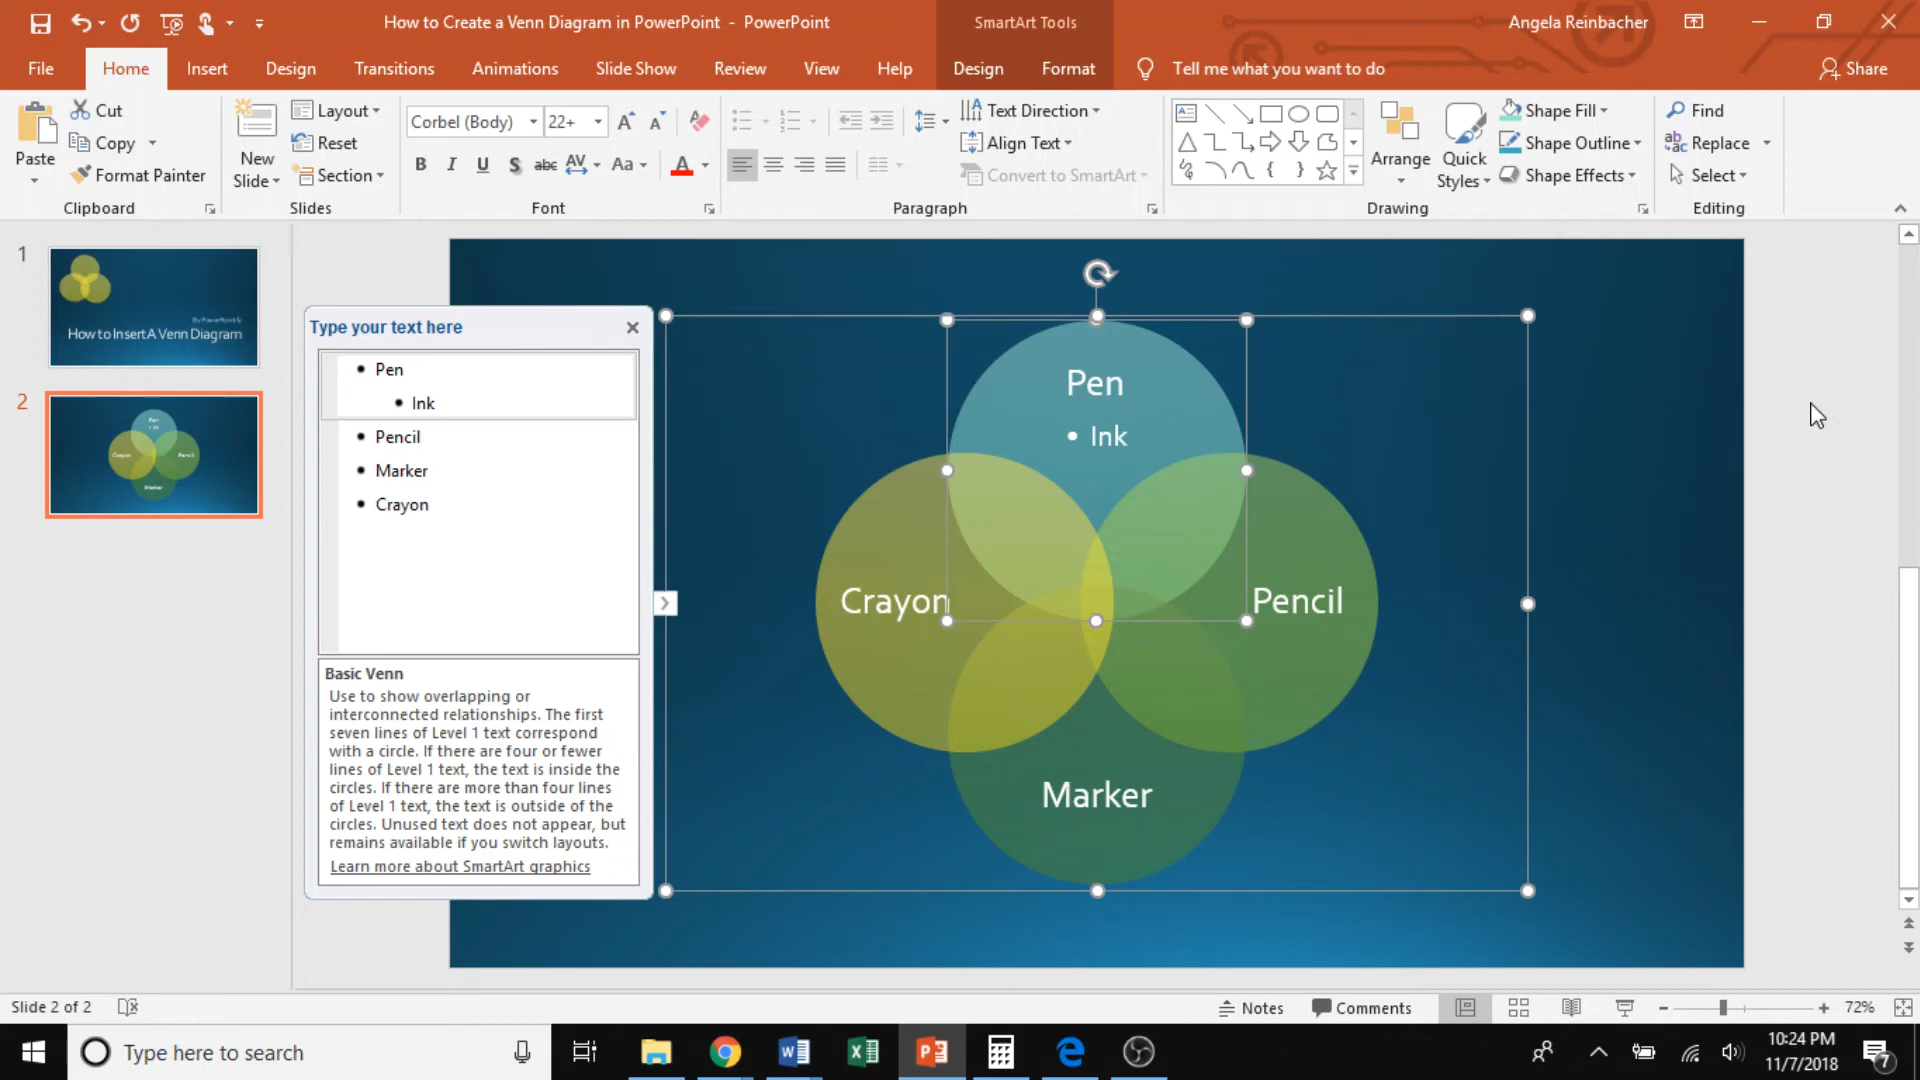 How to Create a Venn Diagram in PowerPoint - PowerPoint
SmartArt Tools
Angela Reinbacher
File
Home
Insert
Design
Transitions
Animations
Slide Show
Review
View
Help
Design
Format
Tell me what you want to do
Share
Paste
Cut
Copy
Format Painter
Clipboard
New
Slide
Layout
Reset
Section
Slides
Corbel (Body)
22+
Font
Text Direction
Align Text
Convert to SmartArt
Paragraph
Arrange
Quick
Styles
Shape Fill
Shape Outline
Shape Effects
Drawing
Find
Replace
Select
Editing
1
How to Insert A Venn Diagram
2
Pen
Ink
Crayon
Pencil
Marker
Type your text here
Pen
Ink
Pencil
Marker
Crayon
Basic Venn
Use to show overlapping or
interconnected relationships. The first
seven lines of Level 1 text correspond
with a circle. If there are four or fewer
lines of Level 1 text, the text is inside the
circles. If there are more than four lines
of Level 1 text, the text is outside of the
circles. Unused text does not appear, but
remains available if you switch layouts.
Learn more about SmartArt graphics
Pen
• Ink
Crayon
Pencil
Marker
Slide 2 of 2
Notes
Comments
72%
Type here to search
10:24 PM
11/7/2018
7